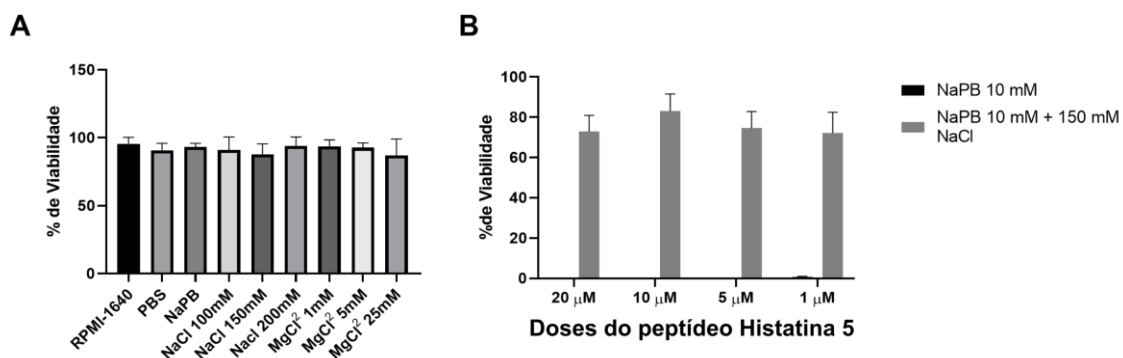 A
% de Viabilidade
150
100
50
0
RPMI-1640
PBS
NaPB
NaCl 100mM
NaCl 150mM
Nacl 200mM
MgCl² 1mM
MgCl² 5mM
MgCl² 25mM
B
%de Viabilidade
100
80
60
40
20
0
20 μM 10 μM 5 μM 1 μM
Doses do peptídeo Histatina 5
NaPB 10 mM
NaPB 10 mM + 150 mM
NaCl